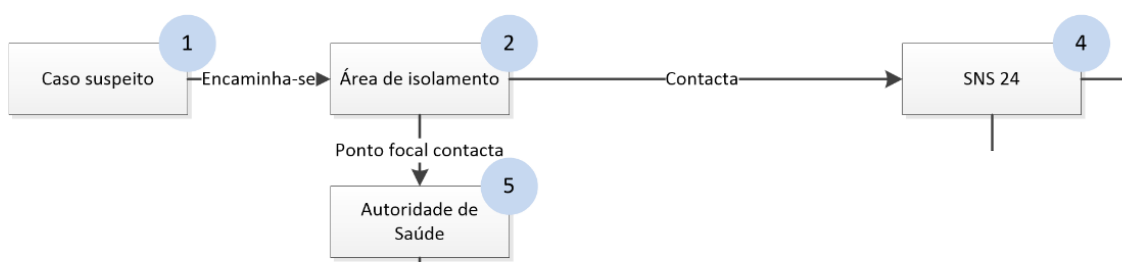 1
2
4
Caso suspeito
Encaminha-se
Área de isolamento
Contacta
SNS 24
Ponto focal contacta
5
Autoridade de
Saúde